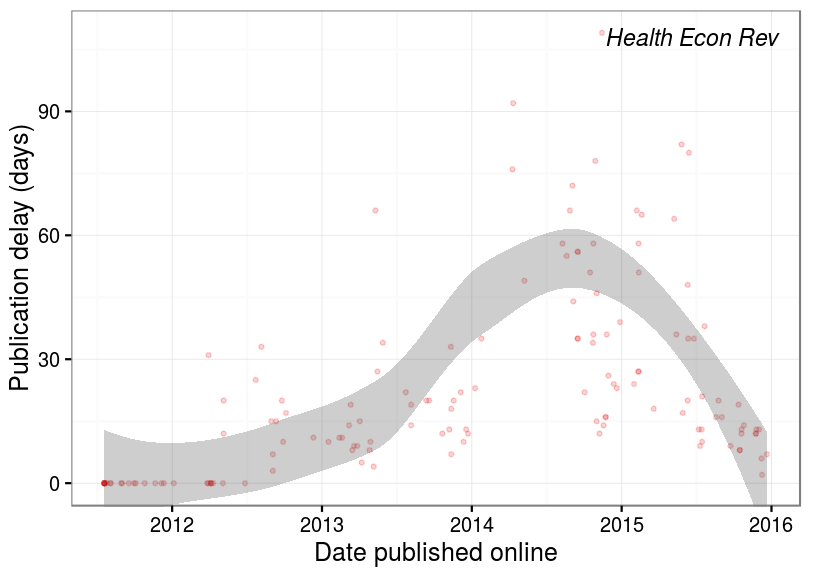 Health Econ Rev
Publication delay (days)
90
60
30
0
2012 2013 2014 2015 2016
Date published online